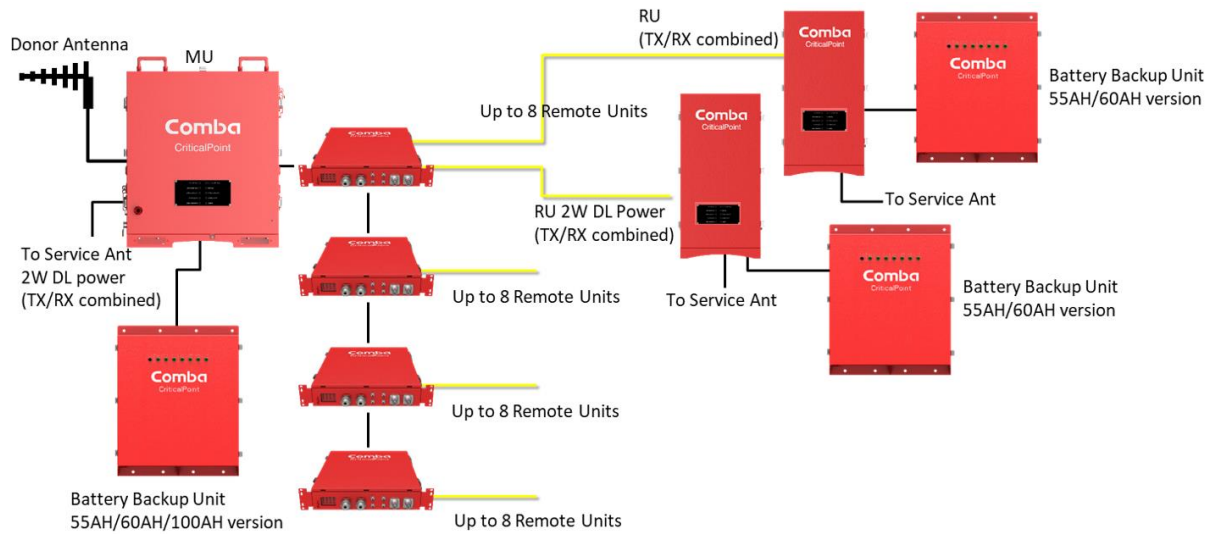 Donor Antenna
MU
Comba
CriticalPoint
To Service Ant
2W DL power
(TX/RX combined)
Comba
CriticalPoint
Battery Backup Unit
55AH/60AH/100AH version
Comba
Up to 8 Remote Units
Comba
Up to 8 Remote Units
Comba
Up to 8 Remote Units
Comba
Up to 8 Remote Units
RU
(TX/RX combined)
Comba
CriticalPoint
Comba
CriticalPoint
Battery Backup Unit
55AH/60AH version
To Service Ant
RU 2W DL Power
(TX/RX combined)
Comba
CriticalPoint
To Service Ant
Comba
CriticalPoint
Battery Backup Unit
55AH/60AH version